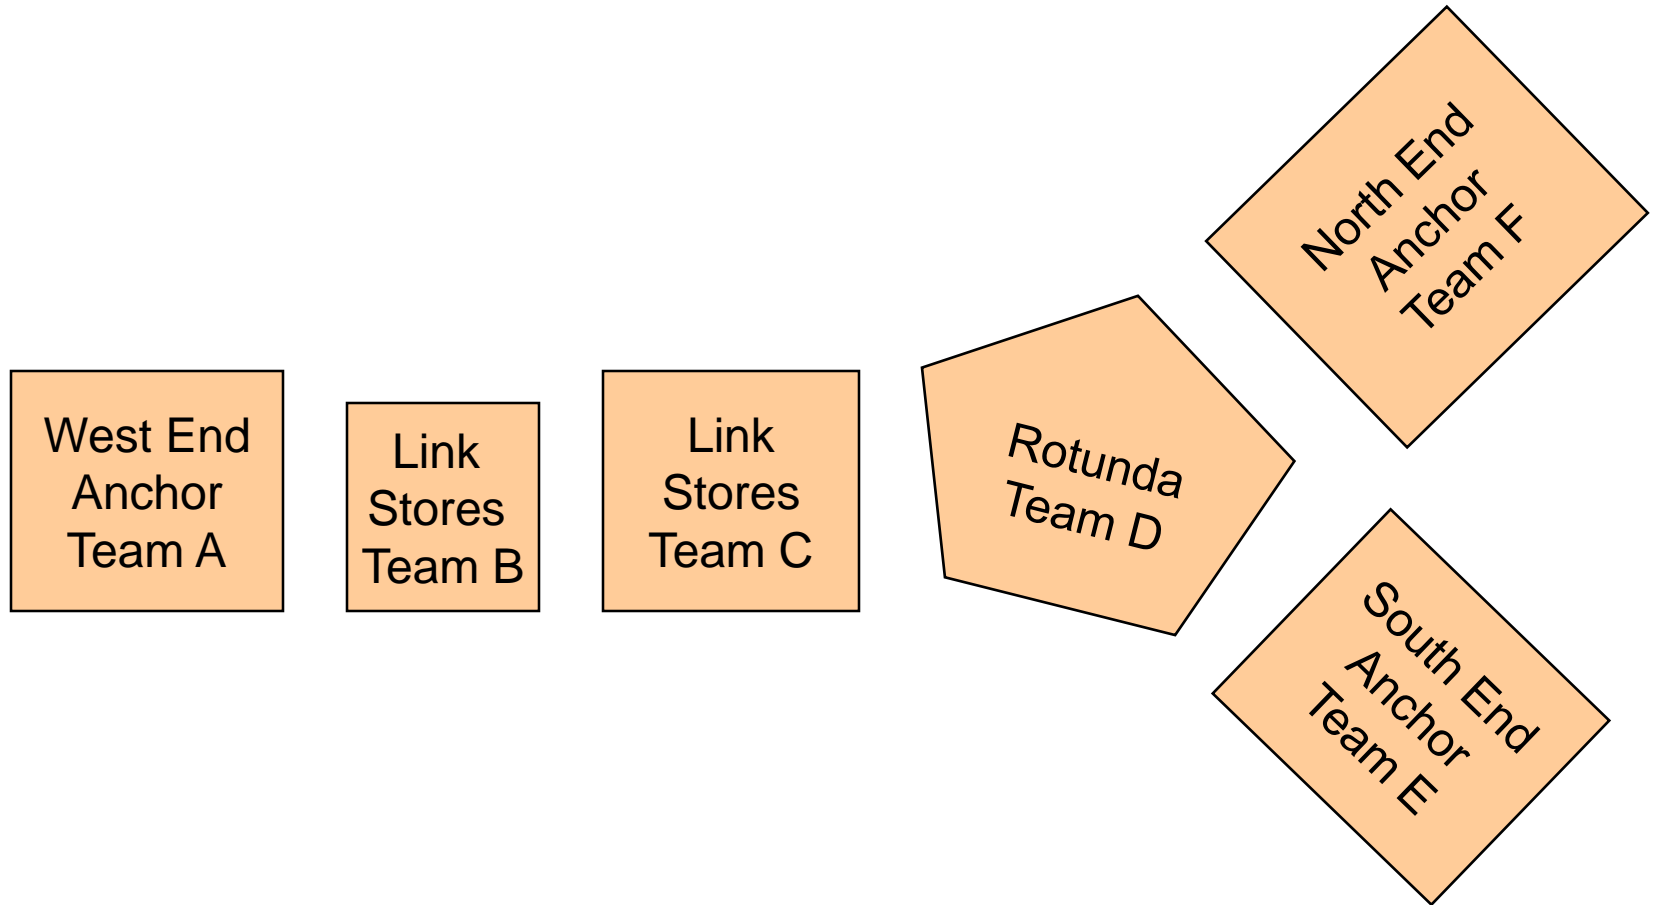 West End
Anchor
Team A
Link
Stores
Team B
Link
Stores
Team C
Rotunda
Team D
North End
Anchor
Team F
South End
Anchor
Team E